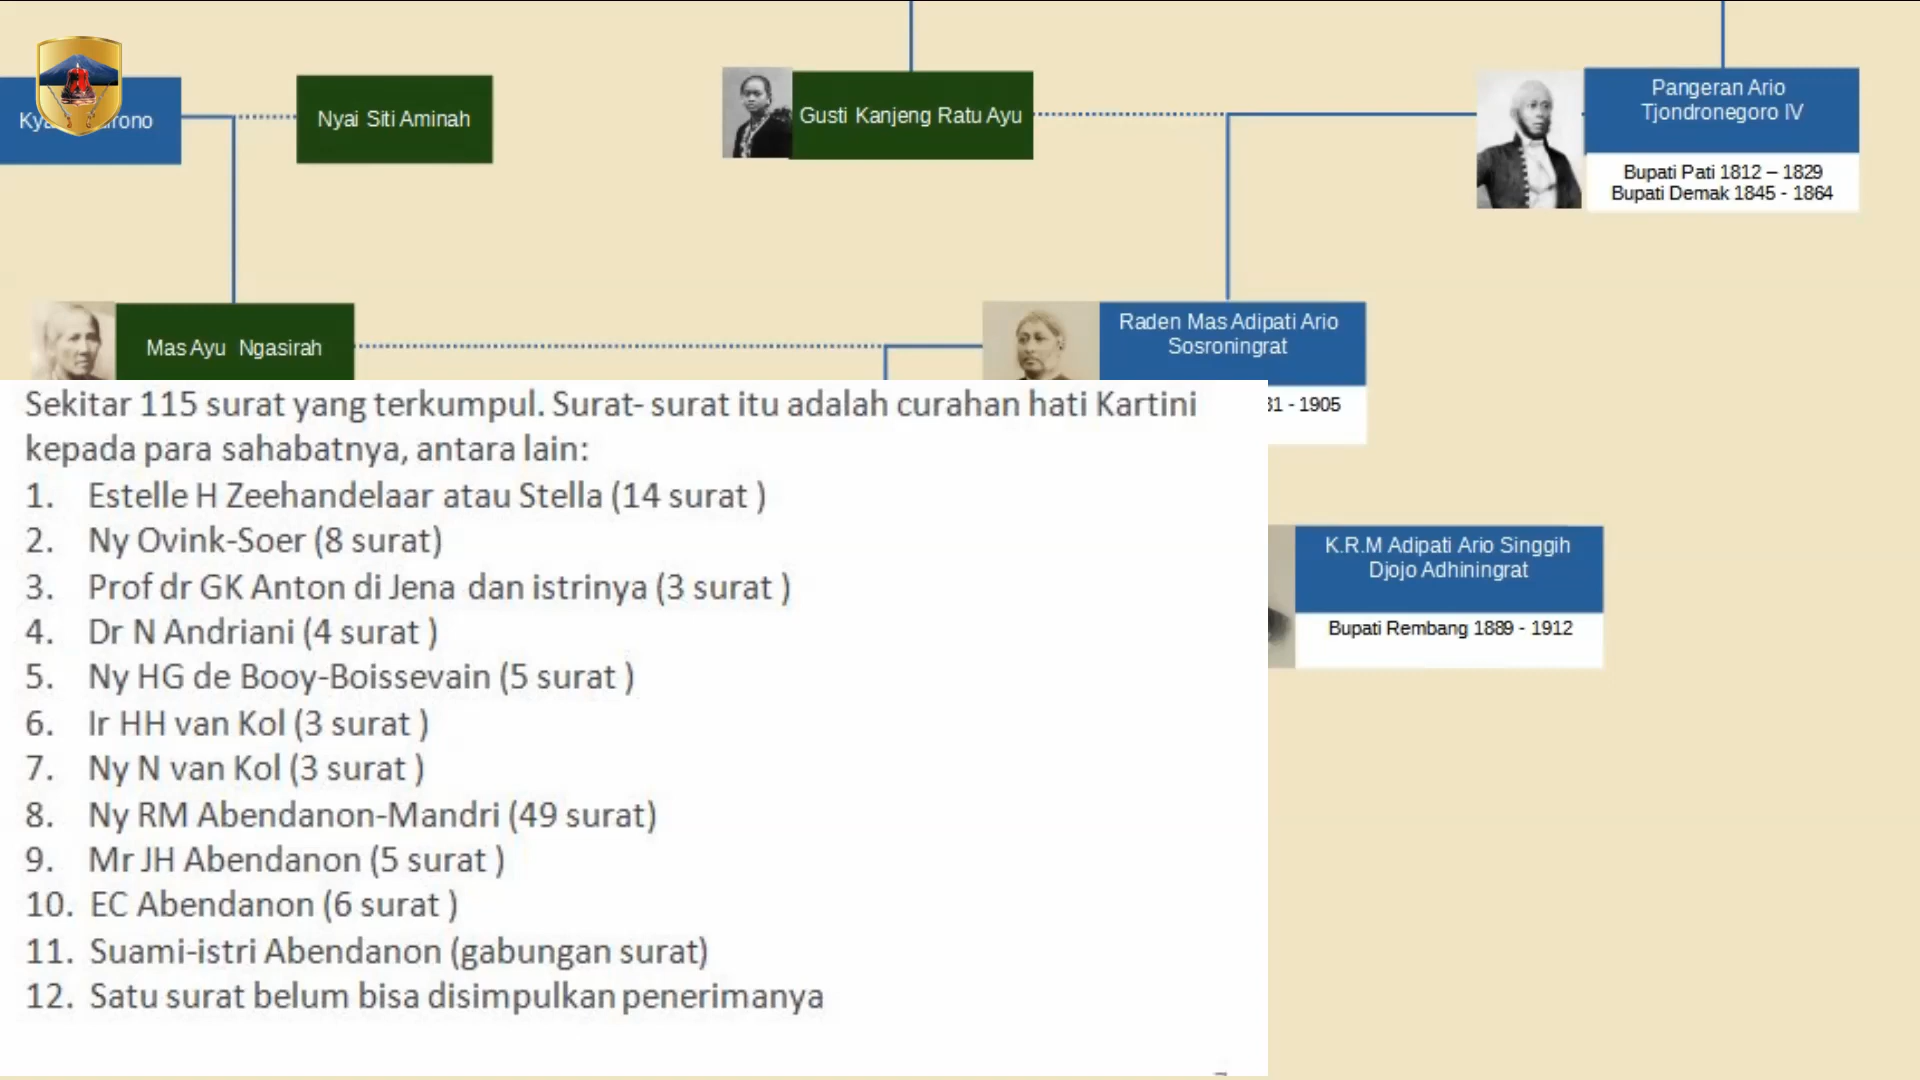 Nyai Siti Aminah
Gusti Kanjeng Ratu Ayu
Pangeran Ario
Tjondronegoro IV
Bupati Pati 1812 – 1829
Bupati Demak 1845 - 1864
Mas Ayu Ngasirah
Raden Mas Adipati Ario
Sosroningrat
- 1905
Sekitar 115 surat yang terkumpul. Surat- surat itu adalah curahan hati Kartini
kepada para sahabatnya, antara lain:
1. Estelle H Zeehandelaar atau Stella (14 surat )
2. Ny Ovink-Soer (8 surat)
3. Prof dr GK Anton di Jena dan istrinya (3 surat )
4. Dr N Andriani (4 surat )
5. Ny HG de Booy-Boissevain (5 surat )
6. Ir HH van Kol (3 surat )
7. Ny N van Kol (3 surat )
8. Ny RM Abendanon-Mandri (49 surat)
9. Mr JH Abendanon (5 surat )
10. EC Abendanon (6 surat )
11. Suami-istri Abendanon (gabungan surat)
12. Satu surat belum bisa disimpulkan penerimanya
K.R.M Adipati Ario Singgih
Djojo Adhiningrat
Bupati Rembang 1889 - 1912